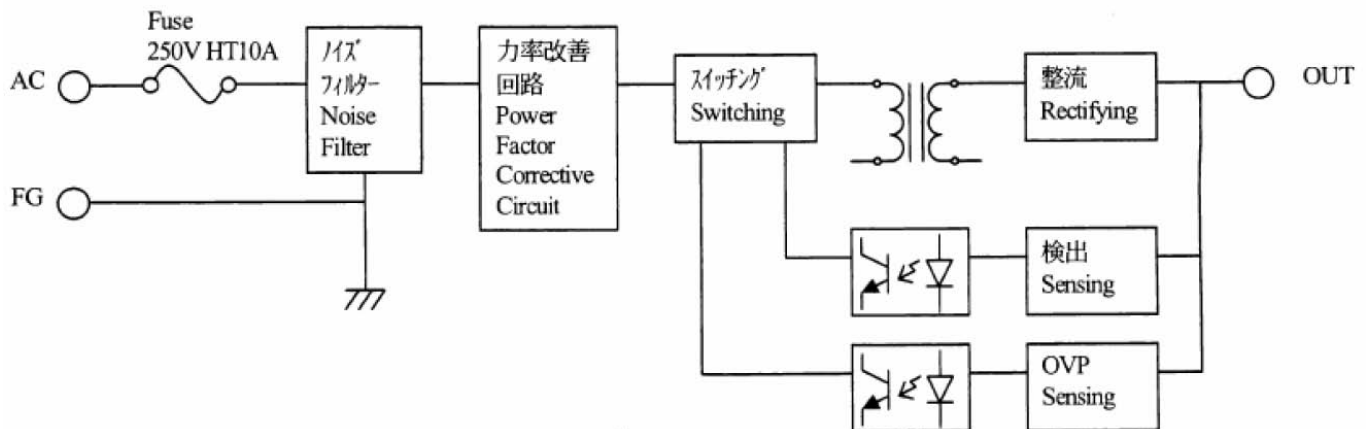 Fuse
250V HT10A
AC
FG
ﾉｲｽﾞ
ﾌｨﾙﾀｰ
Noise
Filter
力率改善
回路
Power
Factor
Corrective
Circuit
ｽｲｯﾁﾝｸﾞ
Switching
整流
Rectifying
OUT
検出
Sensing
OVP
Sensing